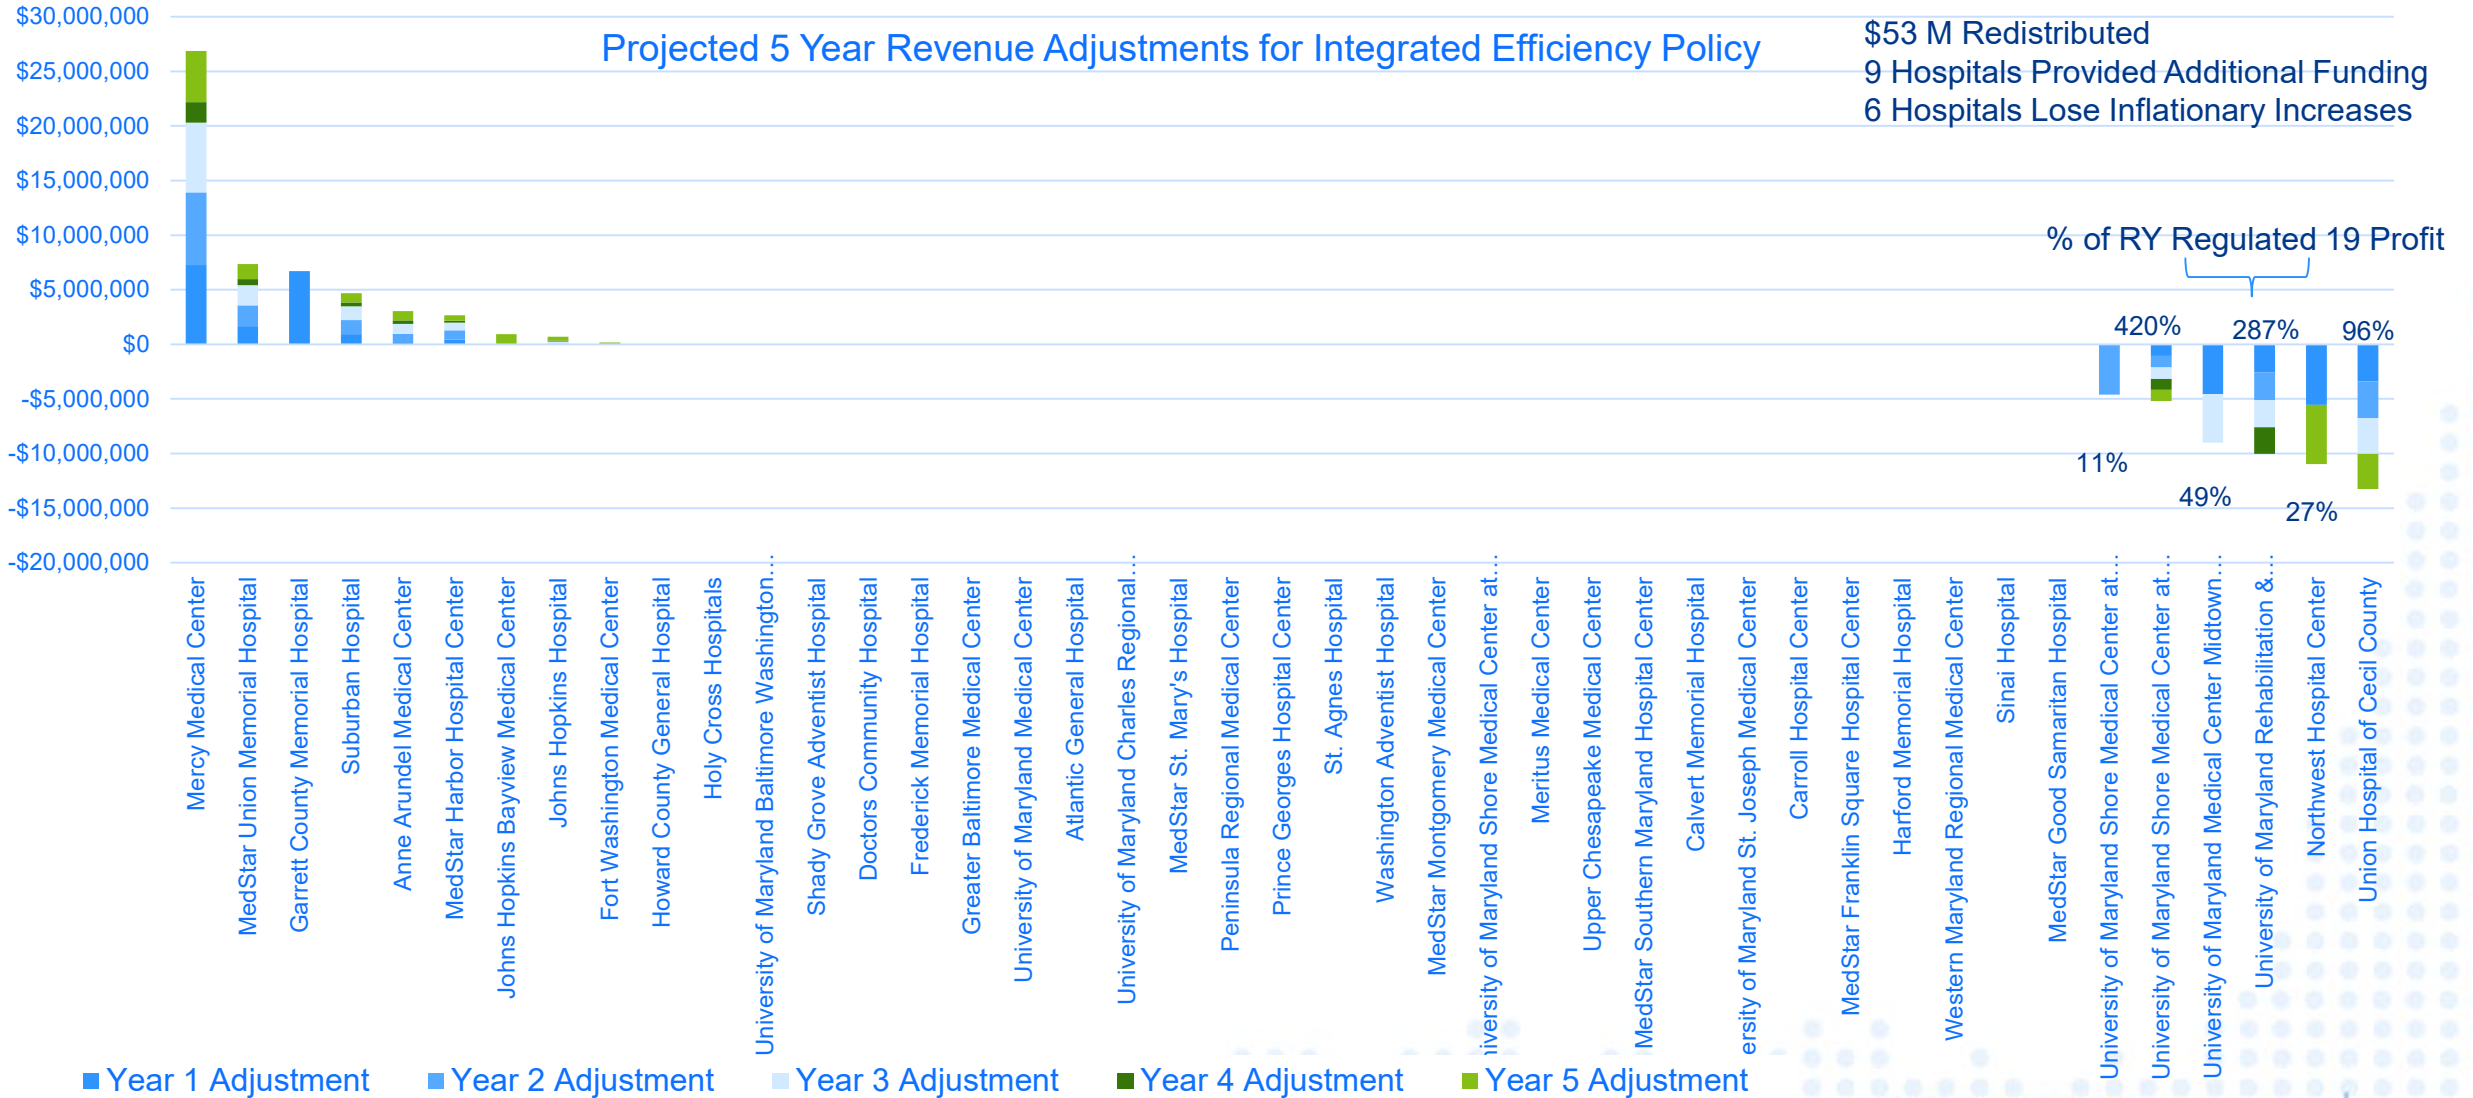 Projected 5 Year Revenue Adjustments for Integrated Efficiency Policy
$53 M Redistributed
9 Hospitals Provided Additional Funding
6 Hospitals Lose Inflationary Increases
$30,000,000
$25,000,000
$20,000,000
$15,000,000
$10,000,000
$5,000,000
$0
-$5,000,000
-$10,000,000
-$15,000,000
-$20,000,000
% of RY Regulated 19 Profit
420%
287%
96%
11%
49%
27%
Mercy Medical Center
MedStar Union Memorial Hospital
Garrett County Memorial Hospital
Suburban Hospital
Anne Arundel Medical Center
MedStar Harbor Hospital Center
Johns Hopkins Bayview Medical Center
Johns Hopkins Hospital
Fort Washington Medical Center
Howard County General Hospital
Holy Cross Hospitals
University of Maryland Baltimore Washington…
Shady Grove Adventist Hospital
Doctors Community Hospital
Frederick Memorial Hospital
Greater Baltimore Medical Center
University of Maryland Medical Center
Atlantic General Hospital
University of Maryland Charles Regional…
MedStar St. Mary's Hospital
Peninsula Regional Medical Center
Prince Georges Hospital Center
St. Agnes Hospital
Washington Adventist Hospital
MedStar Montgomery Medical Center
niversity of Maryland Shore Medical Center at…
Meritus Medical Center
Upper Chesapeake Medical Center
MedStar Southern Maryland Hospital Center
Calvert Memorial Hospital
ersity of Maryland St. Joseph Medical Center
Carroll Hospital Center
MedStar Franklin Square Hospital Center
Harford Memorial Hospital
Western Maryland Regional Medical Center
Sinai Hospital
MedStar Good Samaritan Hospital
University of Maryland Shore Medical Center at…
University of Maryland Shore Medical Center at…
University of Maryland Medical Center Midtown…
University of Maryland Rehabilitation &…
Northwest Hospital Center
Union Hospital of Cecil County
Year 1 Adjustment
Year 2 Adjustment
Year 3 Adjustment
Year 4 Adjustment
Year 5 Adjustment